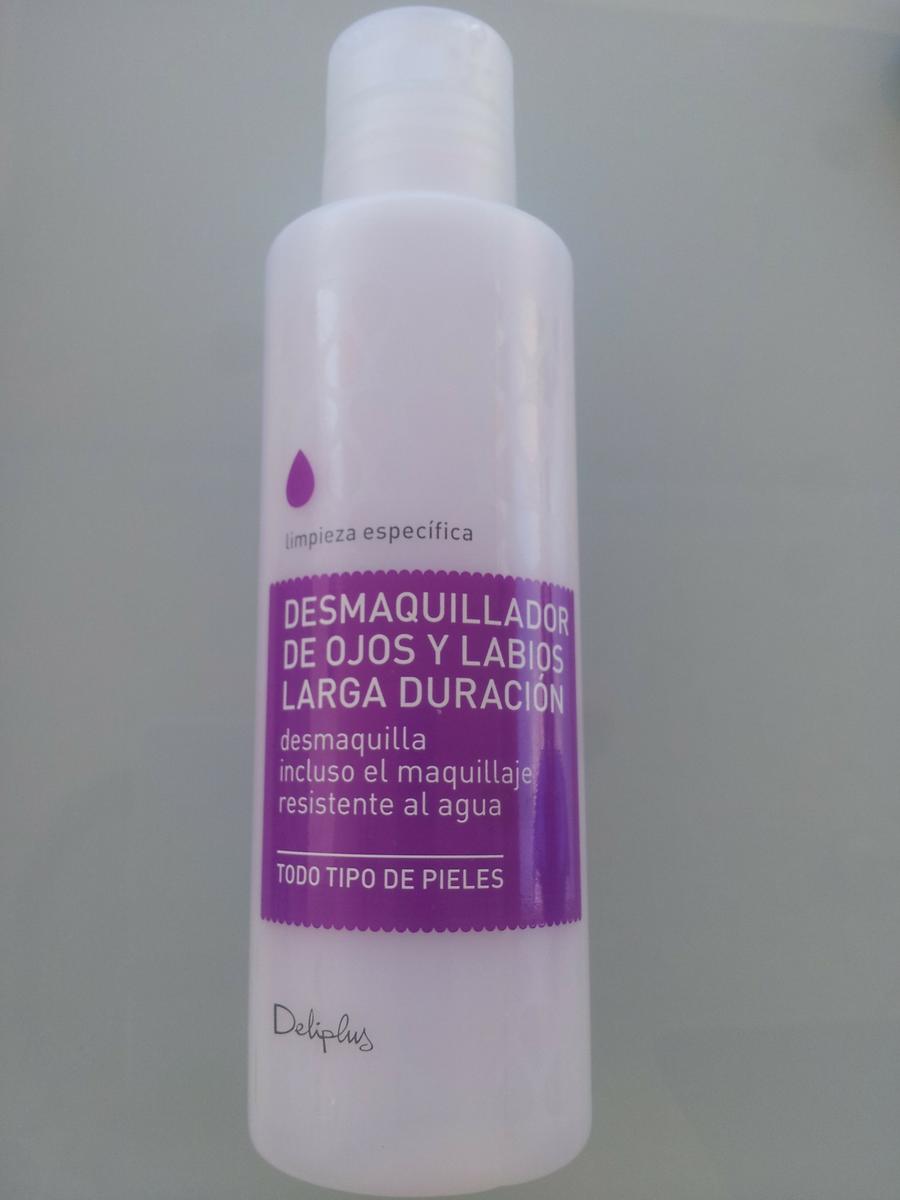 limpieza específica
DESMAQUILLADOR
DE OJOS Y LABIOS
LARGA DURACIÓN
desmaquilla
incluso el maquillaje
resistente al agua
TODO TIPO DE PIELES
Deliplus